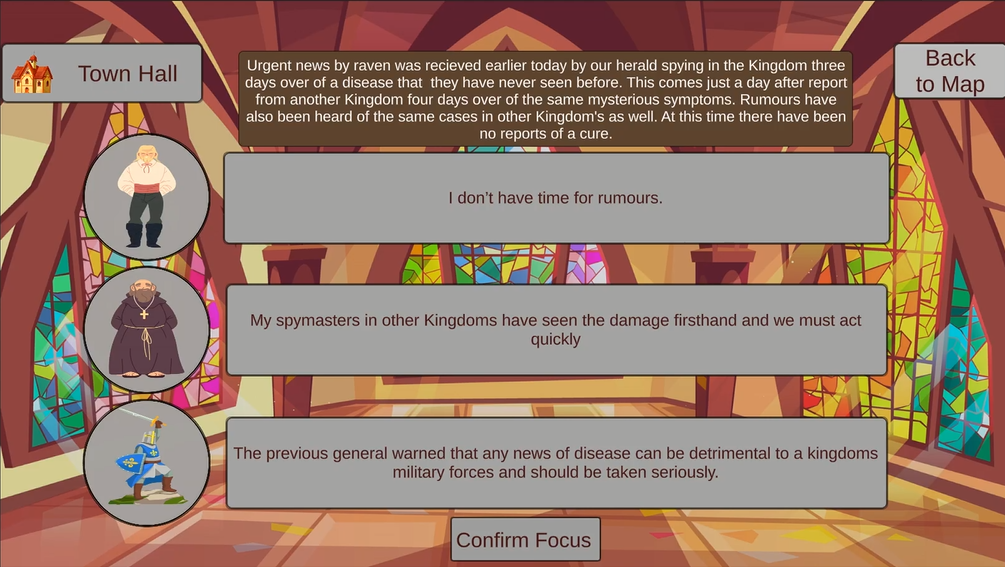 Town Hall
Urgent news by raven was recieved earlier today by our herald spying in the Kingdom three
days over of a disease that  they have never seen before. This comes just a day after report
from another Kingdom four days over of the same mysterious symptoms. Rumours have
also been heard of the same cases in other Kingdom's as well. At this time there have been
no reports of a cure.
Back
to Map
I don’t have time for rumours.
My spymasters in other Kingdoms have seen the damage firsthand and we must act
quickly
The previous general warned that any news of disease can be detrimental to a kingdoms
military forces and should be taken seriously.
Confirm Focus